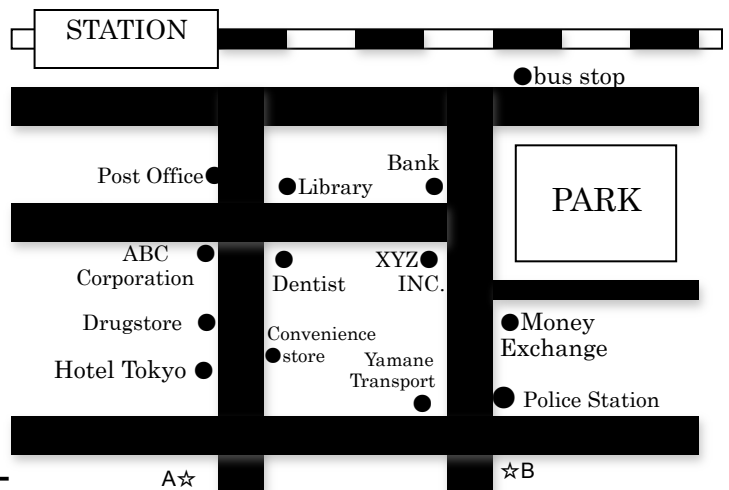 STATION
●bus stop
Post Office●
●Library
Bank
PARK
ABC
Corporation
Dentist
XYZ●
INC.
Drugstore
Convenience
●store
●Money
Exchange
Hotel Tokyo
Yamane
Transport
Police Station
A☆
☆B